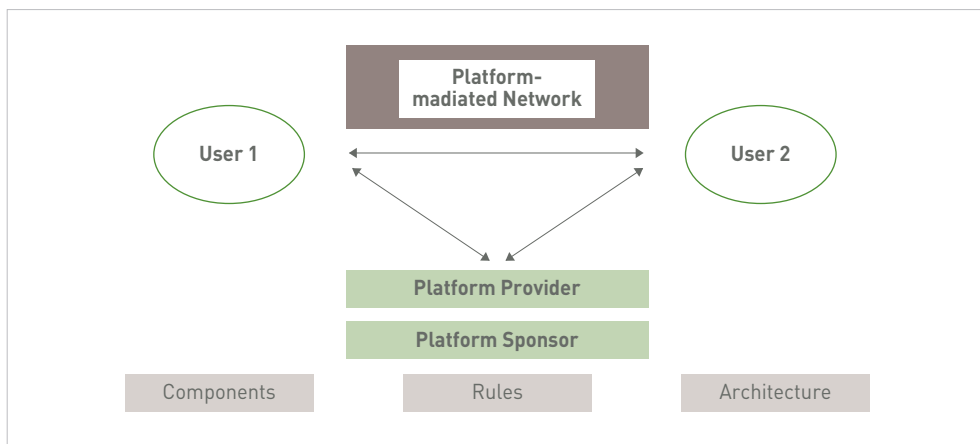 Platform-
madiated Network
User 1
User 2
Platform Provider
Platform Sponsor
Components
Rules
Architecture